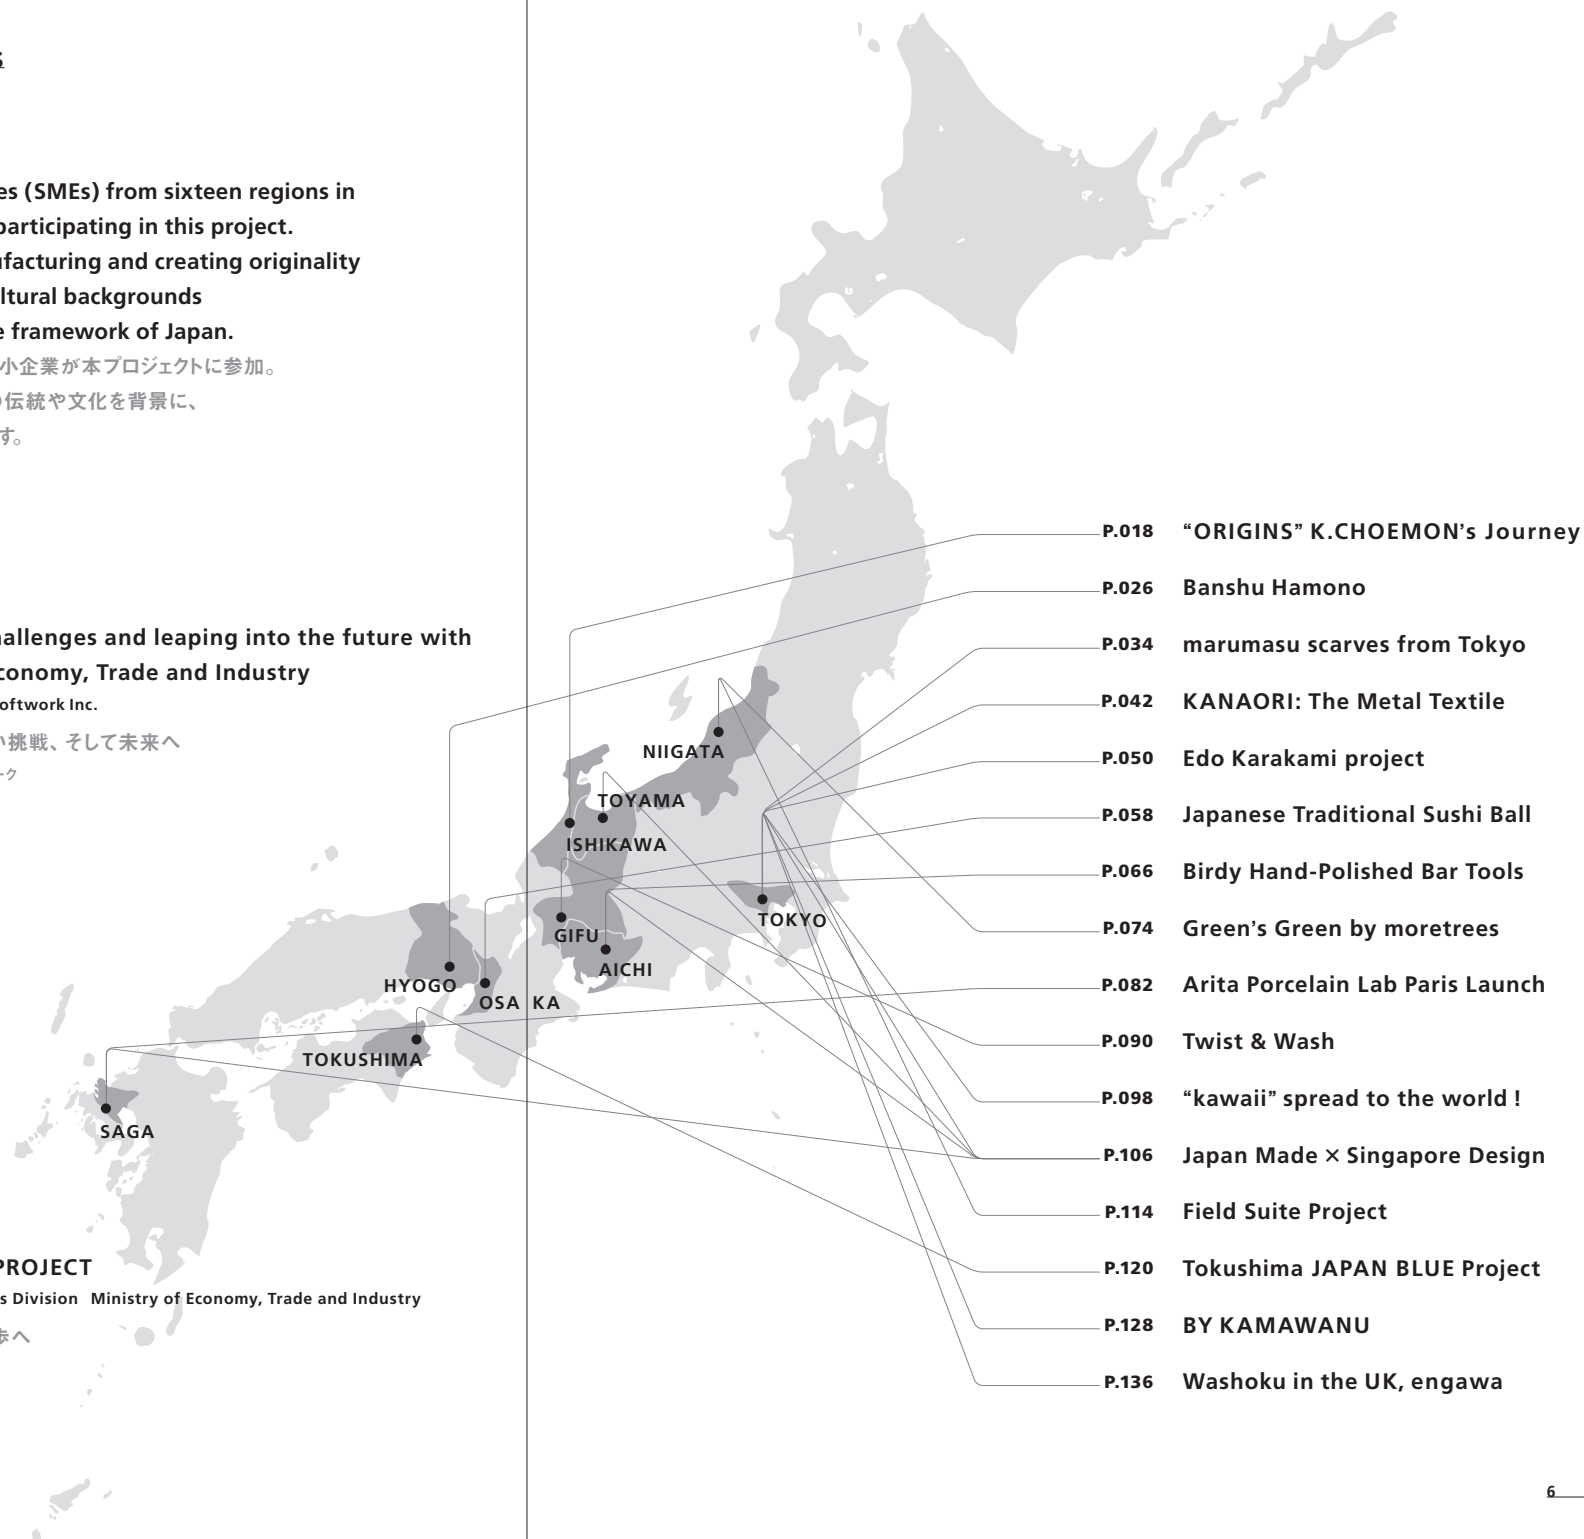 es (SMEs) from sixteen regions in
participating in this project.
facturing and creating originality
ltural backgrounds
e framework of Japan.
小企業が本プロジェクトに参加。
伝統や文化を背景に、
す。
allenges and leaping into the future with
conomy, Trade and Industry
oftwork Inc.
い挑戦、そして未来へ
ーク
PROJECT
s Division Ministry of Economy, Trade and Industry
歩へ
NIIGATA
TOYAMA
ISHIKAWA
TOKYO
GIFU
AICHI
HYOGO
OSA KA
TOKUSHIMA
SAGA
P.018 “ORIGINS” K.CHOEMON’s Journey
P.026 Banshu Hamono
P.034 marumasu scarves from Tokyo
P.042 KANAORI: The Metal Textile
P.050 Edo Karakami project
P.058 Japanese Traditional Sushi Ball
P.066 Birdy Hand-Polished Bar Tools
P.074 Green’s Green by moretrees
P.082 Arita Porcelain Lab Paris Launch
P.090 Twist & Wash
P.098 “kawaii” spread to the world !
P.106 Japan Made × Singapore Design
P.114 Field Suite Project
P.120 Tokushima JAPAN BLUE Project
P.128 BY KAMAWANU
P.136 Washoku in the UK, engawa
6